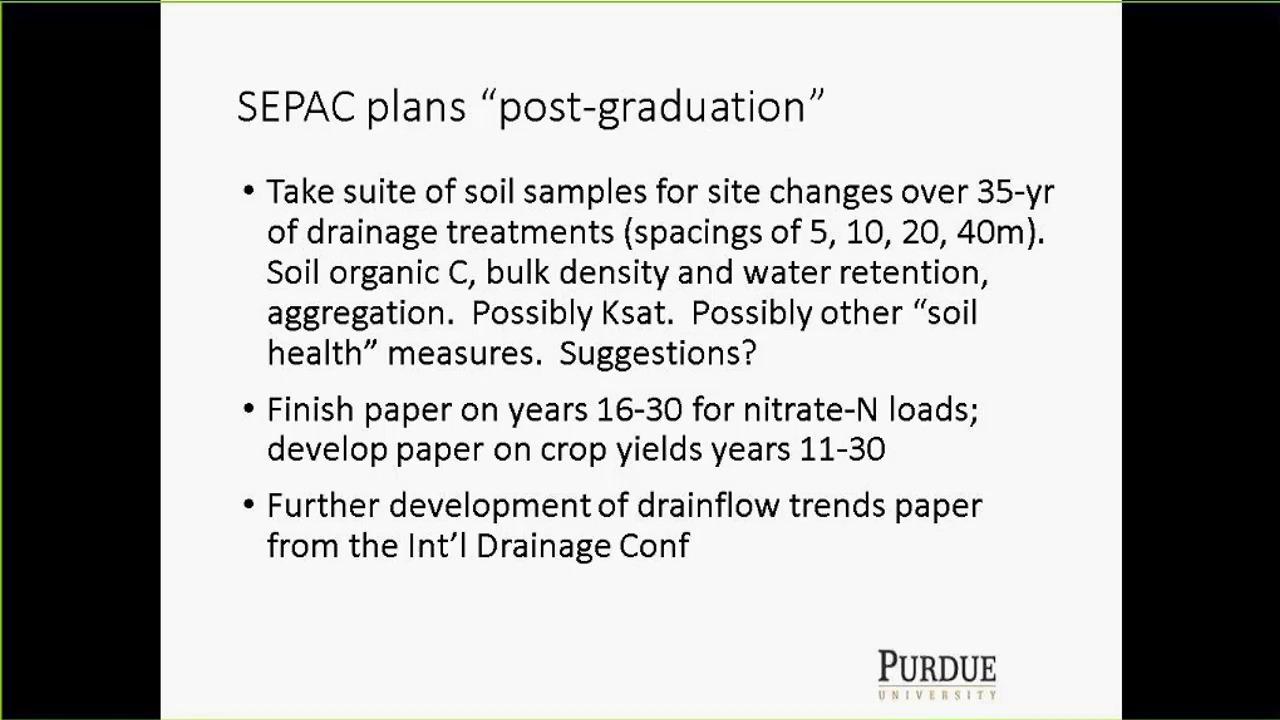 SEPAC plans “post-graduation”
• Take suite of soil samples for site changes over 35-yr
of drainage treatments (spacings of 5, 10, 20, 40m).
Soil organic C, bulk density and water retention,
aggregation.  Possibly Ksat.  Possibly other “soil
health” measures.  Suggestions?
• Finish paper on years 16-30 for nitrate-N loads;
develop paper on crop yields years 11-30
• Further development of drainflow trends paper
from the Int’l Drainage Conf
PURDUE
UNIVERSITY